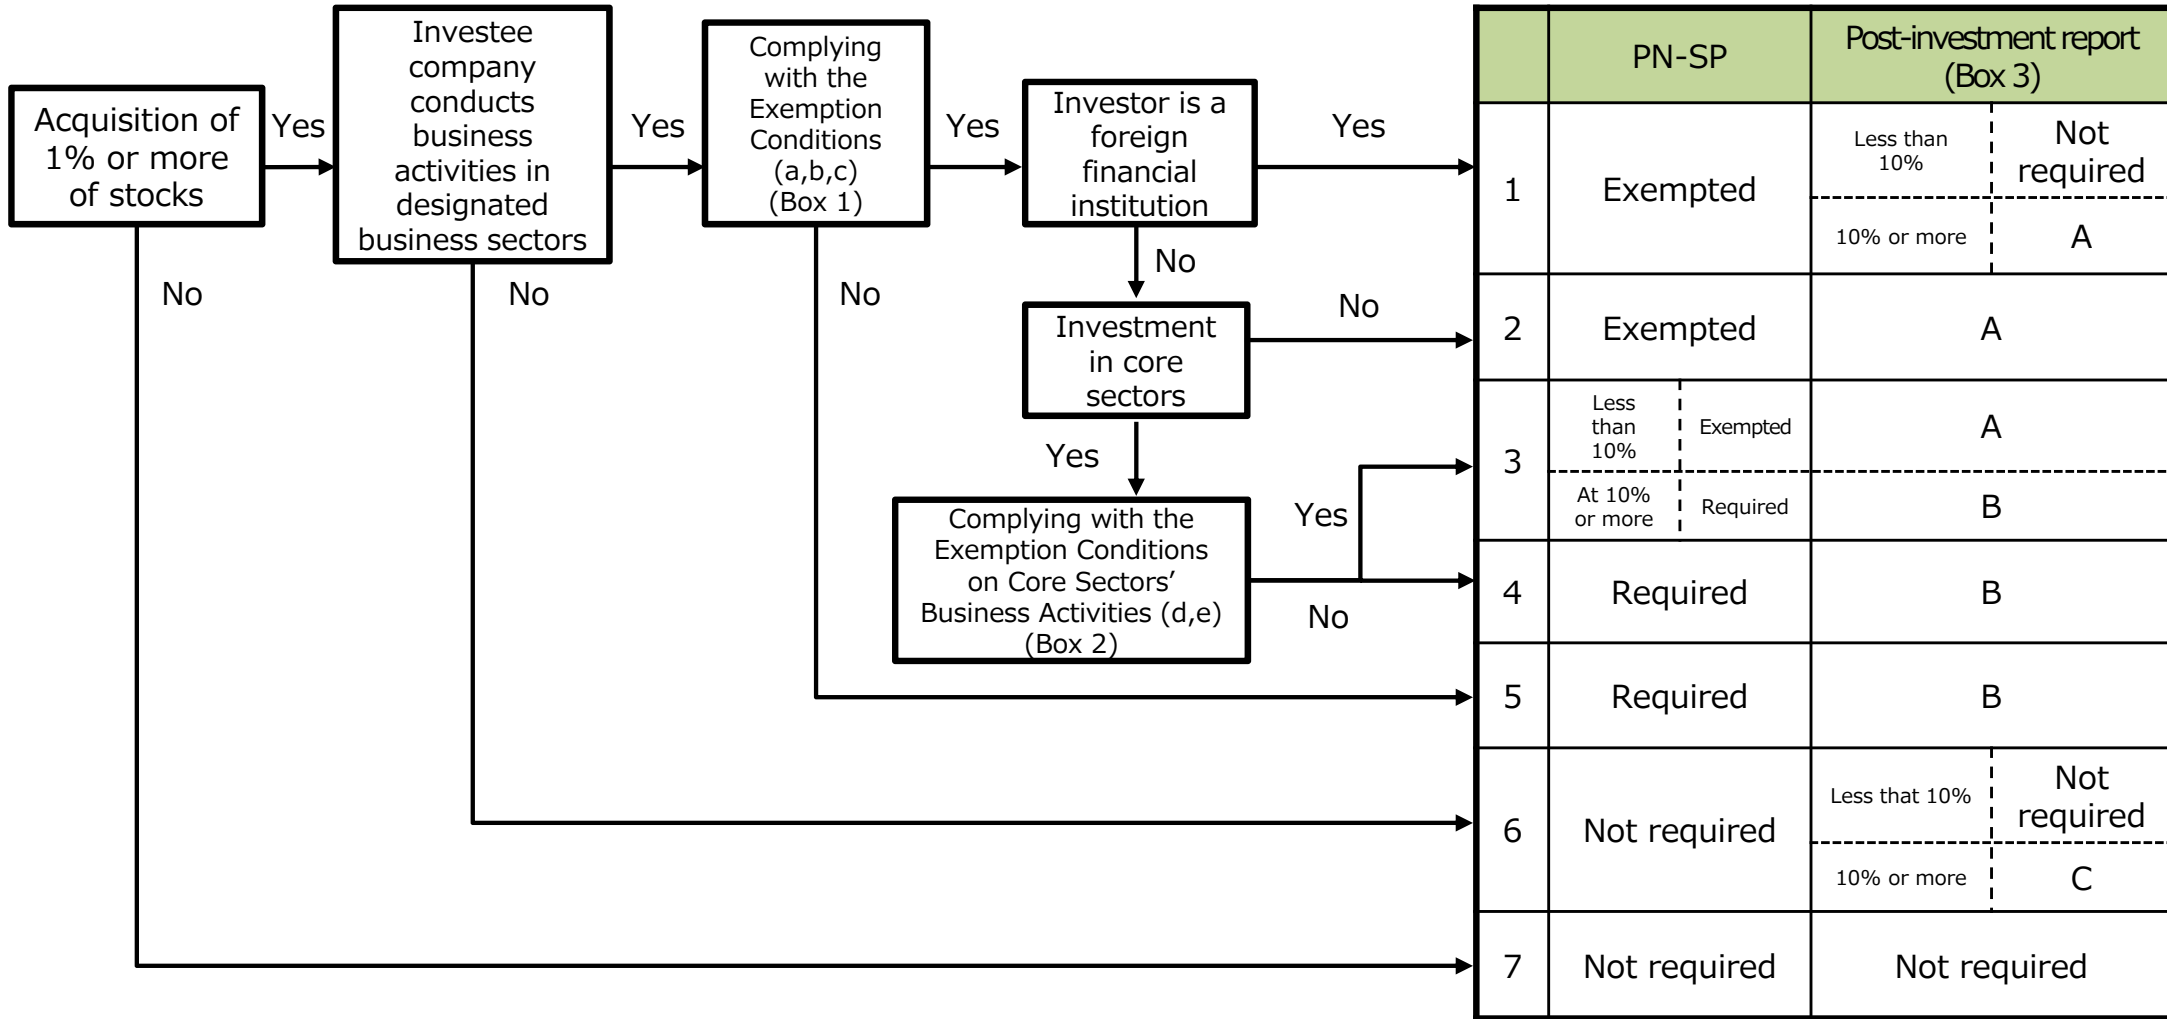 Acquisition of
1% or more
of stocks
Yes
No
Investee
company
conducts
business
activities in
designated
business sectors
Yes
No
Complying
with the
Exemption
Conditions
(a,b,c)
(Box 1)
Yes
No
Investor is a
foreign
financial
institution
Yes
No
Investment
in core
sectors
No
Yes
Complying with the
Exemption Conditions
on Core Sectors’
Business Activities (d,e)
(Box 2)
Yes
No
PN-SP
Post-investment report
(Box 3)
1
Exempted
Less than
10%
Not
required
10% or more
A
2
Exempted
A
3
Less
than
10%
Exempted
A
At 10%
or more
Required
B
4
Required
B
5
Required
B
6
Not required
Less that 10%
Not
required
10% or more
C
7
Not required
Not required